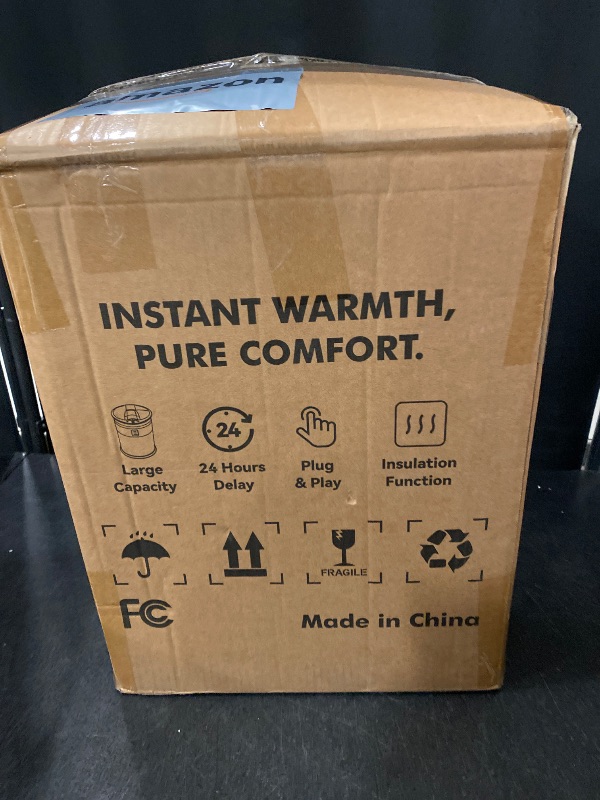 amazon
INSTANT WARMTH,
PURE COMFORT.
24
Large
Capacity
24 Hours
Delay
Plug
& Play
Insulation
Function
FRAGILE
FC
Made in China